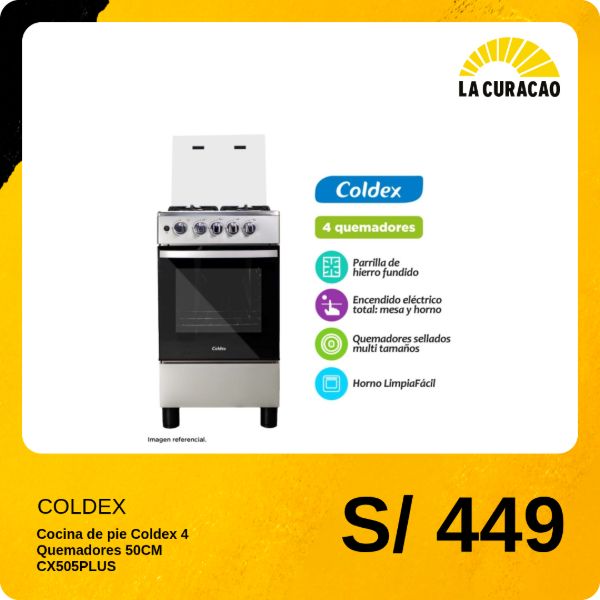 LA CURACAO
Coldex
4 quemadores
Parrilla de
hierro fundido
Encendido eléctrico
total: mesa y horno
Quemadores sellados
multi tamaños
Horno LimpiaFácil
Coldex
Imagen referencial.
COLDEX
Cocina de pie Coldex 4
Quemadores 50CM
CX505PLUS
S/ 449